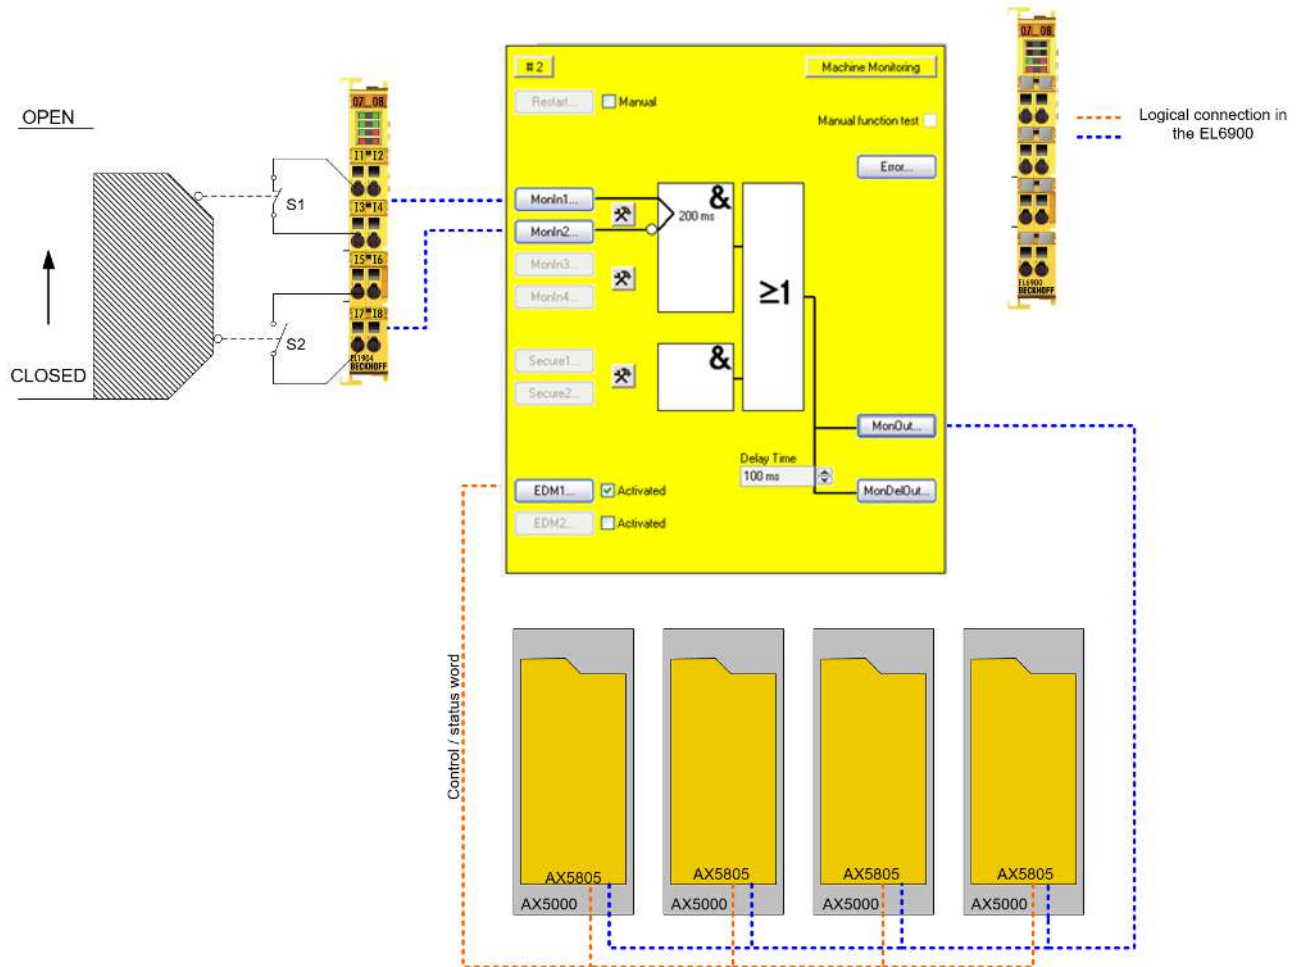 OPEN
CLOSED
S1
S2
07_08
I1 I2
I3 I4
I5 I6
I7 I8
EL1904
BECKHOFF
# 2
Machine Monitoring
Restart...
Manual
Manual function test
Error...
MonIn1...
MonIn2...
MonIn3...
MonIn4...
&
200 ms
≥1
Secure1...
Secure2...
&
MonOut...
Delay Time
100 ms
MonDelOut...
EDM1...
Activated
EDM2...
Activated
07_08
EL6900
BECKHOFF
Logical connection in
the EL6900
Control / status word
AX5805
AX5000
AX5805
AX5000
AX5805
AX5000
AX5805
AX5000